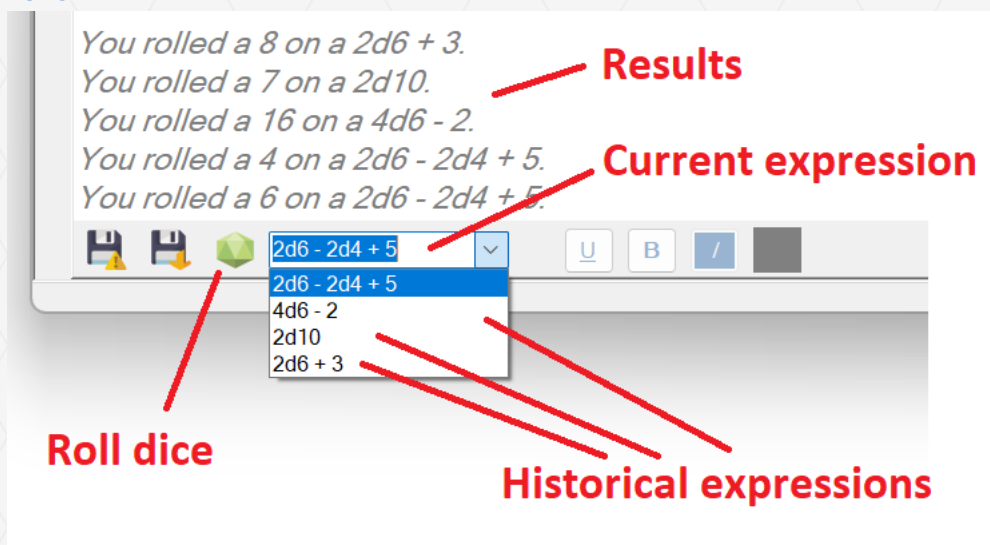 You rolled a 8 on a 2d6 + 3.
You rolled a 7 on a 2d10.
You rolled a 16 on a 4d6 - 2.
You rolled a 4 on a 2d6 - 2d4 + 5.
You rolled a 6 on a 2d6 - 2d4 + 5.
Results
Current expression
2d6 - 2d4 + 5
U B I
2d6 - 2d4 + 5
4d6 - 2
2d10
2d6 + 3
Roll dice
Historical expressions